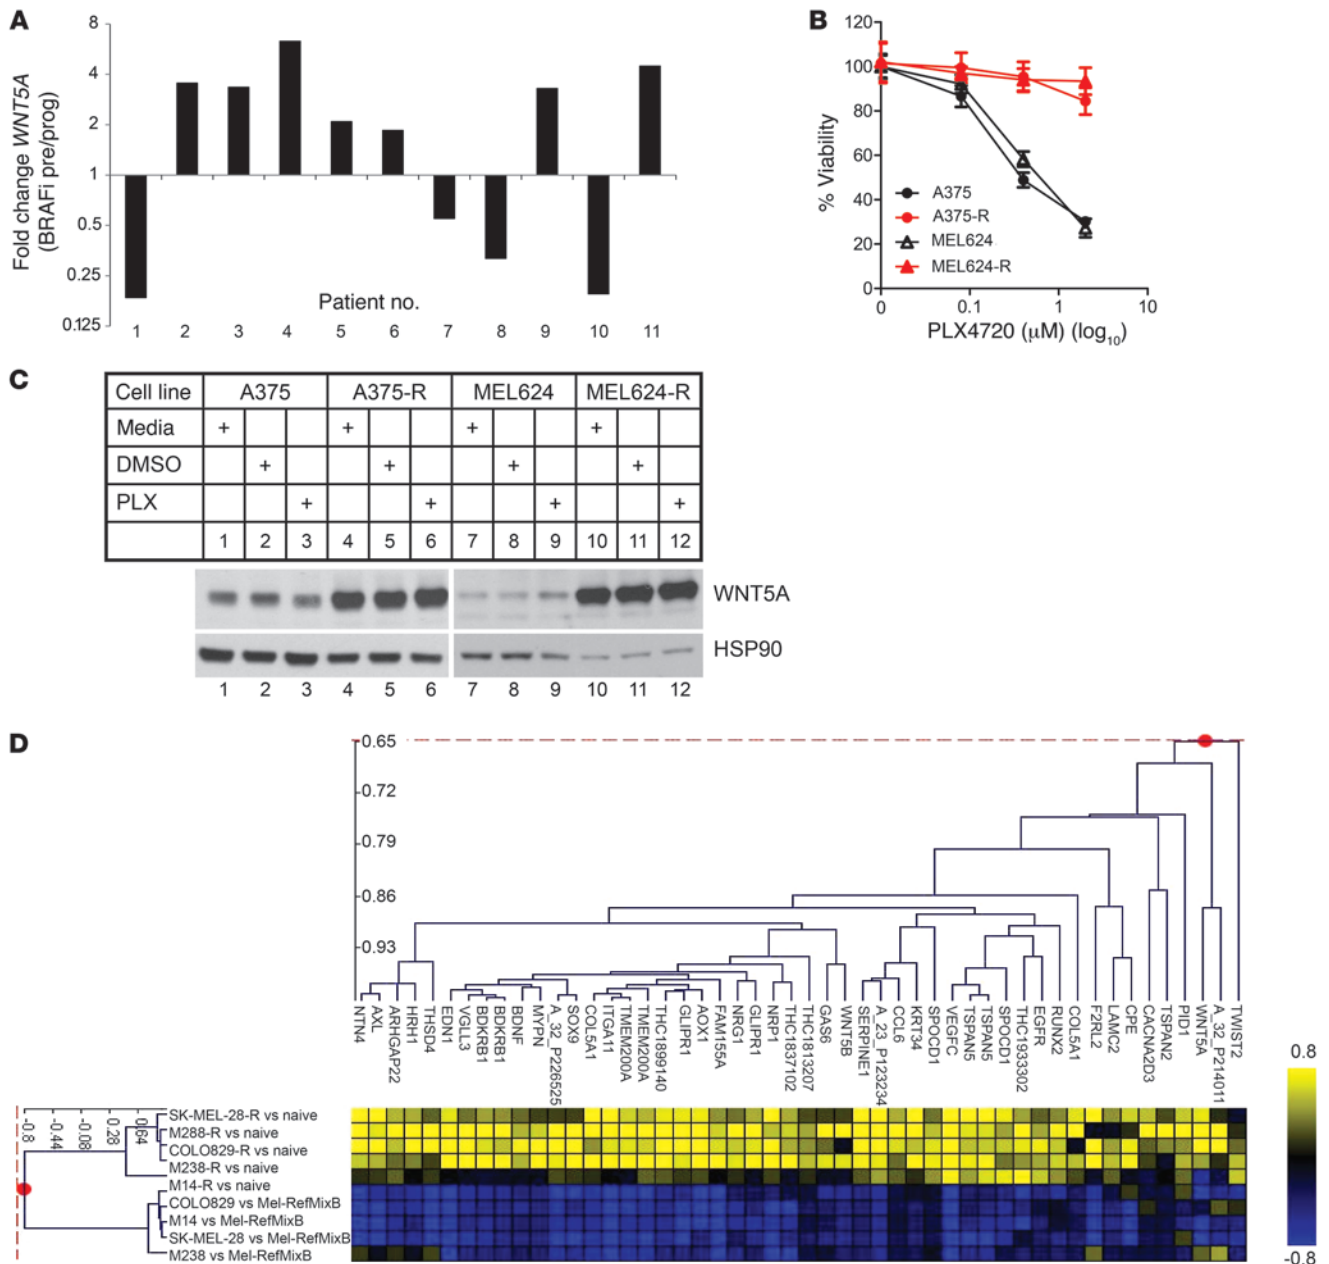 A
Fold change WNT5A
(BRAFi pre/prog)
8
4
2
1
0.5
0.25
0.125
Patient no.
1 2 3 4 5 6 7 8 9 10 11
B
% Viability
120
100
80
60
40
20
0
A375
A375-R
MEL624
MEL624-R
0 0.1 1 10
PLX4720 (μM) (log10)
C
Cell line A375 A375-R MEL624 MEL624-R
Media + + + +
DMSO + + + +
PLX + + + +
1 2 3 4 5 6 7 8 9 10 11 12
WNT5A
HSP90
1 2 3 4 5 6 7 8 9 10 11 12
D
-0.65
-0.72
-0.79
-0.86
-0.93
NTN4
AXL
ARHGAP22
HRH1
THSD4
EDN1
VGLL3
BDKRB1
BDKRB1
BDNF
MYPN
A_32_P226525
SOX9
COL5A1
ITGA11
TMEM200A
TMEM200A
THC1899140
GLIPR1
AOX1
FAM155A
NRG1
GLIPR1
NRP1
THC1837102
THC1813207
GAS6
WNT5B
SERPINE1
A_23_P123234
CCL6
KRT34
SPOCD1
VEGFC
TSPAN5
TSPAN5
SPOCD1
THC1933302
EGFR
RUNX2
COL5A1
F2RL2
LAMC2
CPE
CACNA2D3
TSPAN2
PID1
WNT5A
A_32_P214011
TWIST2
-0.8
-0.44
-0.08
0.28
0.64
SK-MEL-28-R vs naive
M288-R vs naive
COLO829-R vs naive
M238-R vs naive
M14-R vs naive
COLO829 vs Mel-RefMixB
M14 vs Mel-RefMixB
SK-MEL-28 vs Mel-RefMixB
M238 vs Mel-RefMixB
0.8
-0.8